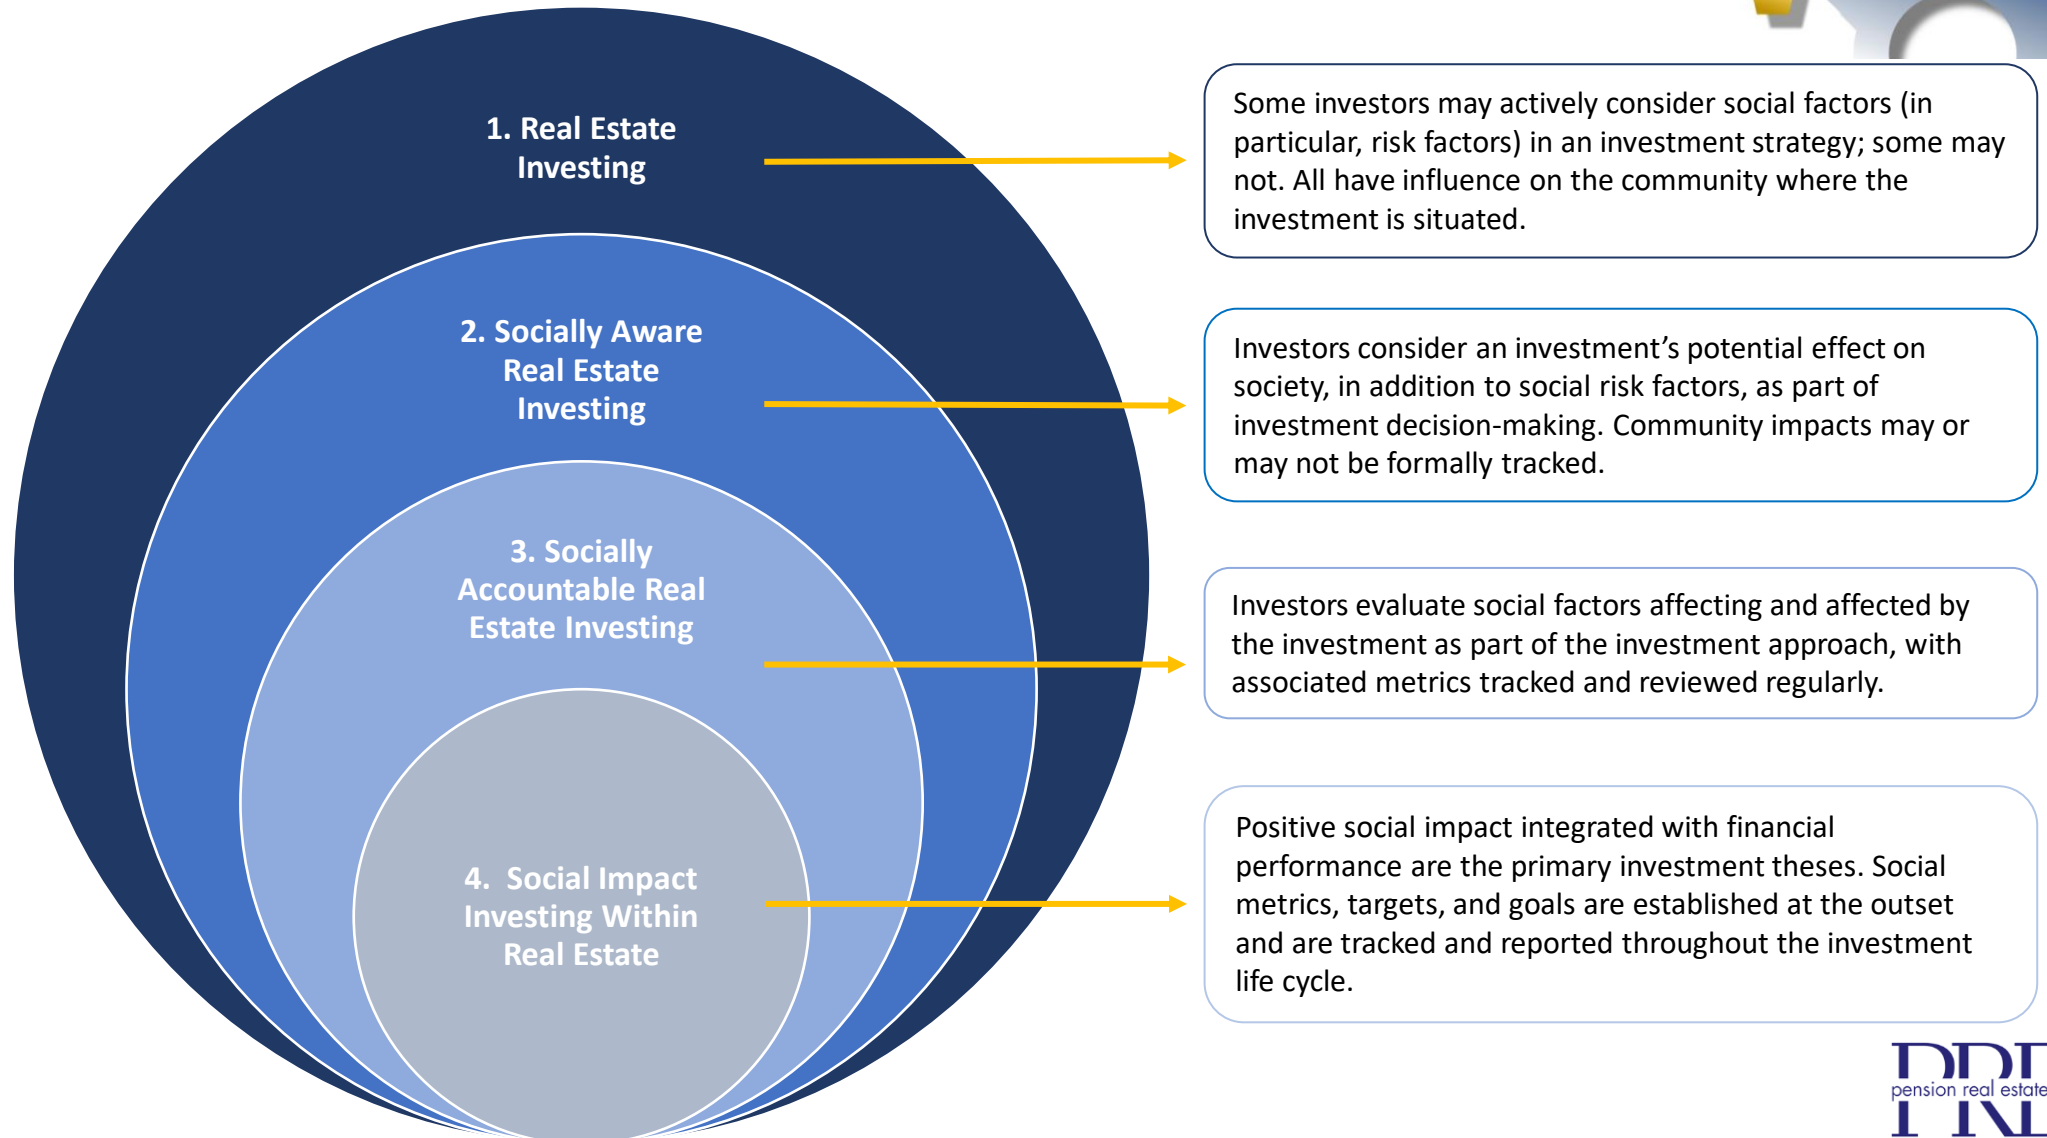 1. Real Estate
Investing
Some investors may actively consider social factors (in
particular, risk factors) in an investment strategy; some may
not. All have influence on the community where the
investment is situated.
2. Socially Aware
Real Estate
Investing
Investors consider an investment’s potential effect on
society, in addition to social risk factors, as part of
investment decision-making. Community impacts may or
may not be formally tracked.
3. Socially
Accountable Real
Estate Investing
Investors evaluate social factors affecting and affected by
the investment as part of the investment approach, with
associated metrics tracked and reviewed regularly.
4. Social Impact
Investing Within
Real Estate
Positive social impact integrated with financial
performance are the primary investment theses. Social
metrics, targets, and goals are established at the outset
and are tracked and reported throughout the investment
life cycle.
pension real estate